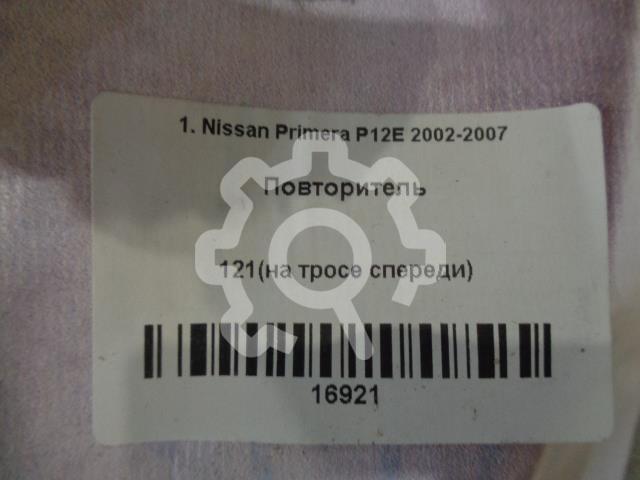 1. Nissan Primera P12E 2002-2007
Повторитель
121(на тросе спереди)
16921